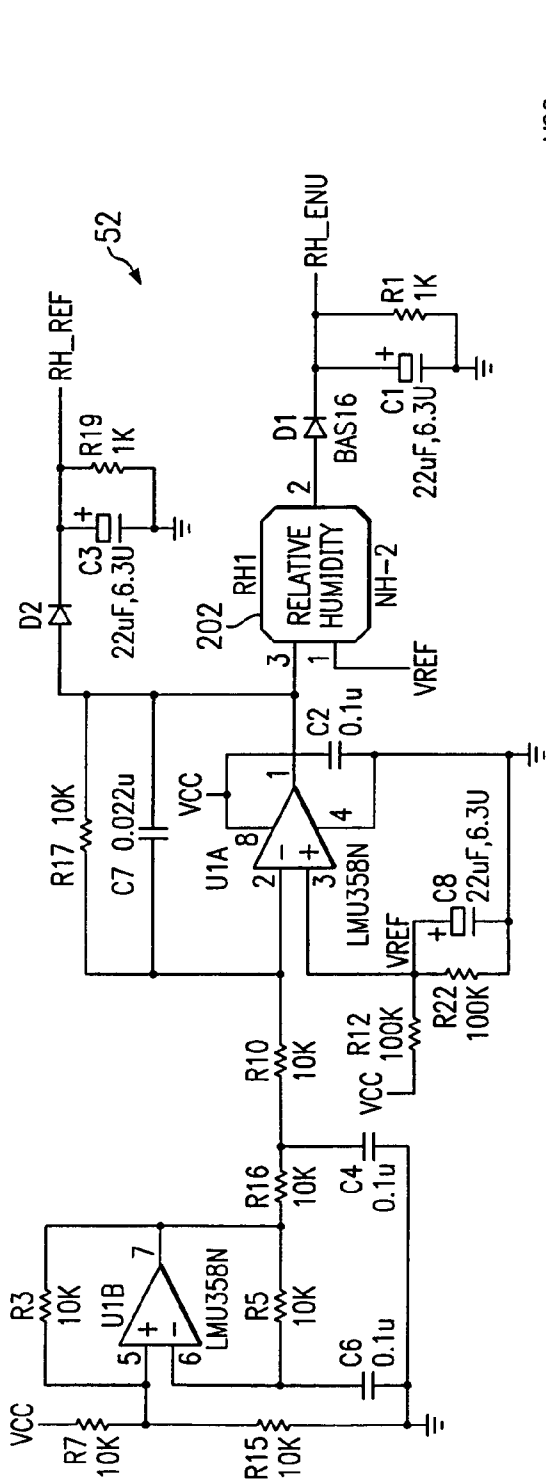 52
RH_REF
R19
1K
C3
+
22uF,6.3U
D2
RH_ENU
R1
1K
C1
+
22uF,6.3U
D1
BAS16
2
RH1
RELATIVE
HUMIDITY
NH-2
202
3
1
VREF
R17 10K
C7 0.022u
VCC
8
1
C2
0.1u
U1A
2
−
+
3
4
LMU358N
VREF
+
C8
22uF,6.3U
R22
100K
R12
100K
VCC
R10
10K
R16
10K
C4
0.1u
R3
10K
7
U1B
5
+
−
6
LMU358N
R5
10K
C6
0.1u
VCC
R7
10K
R15
10K